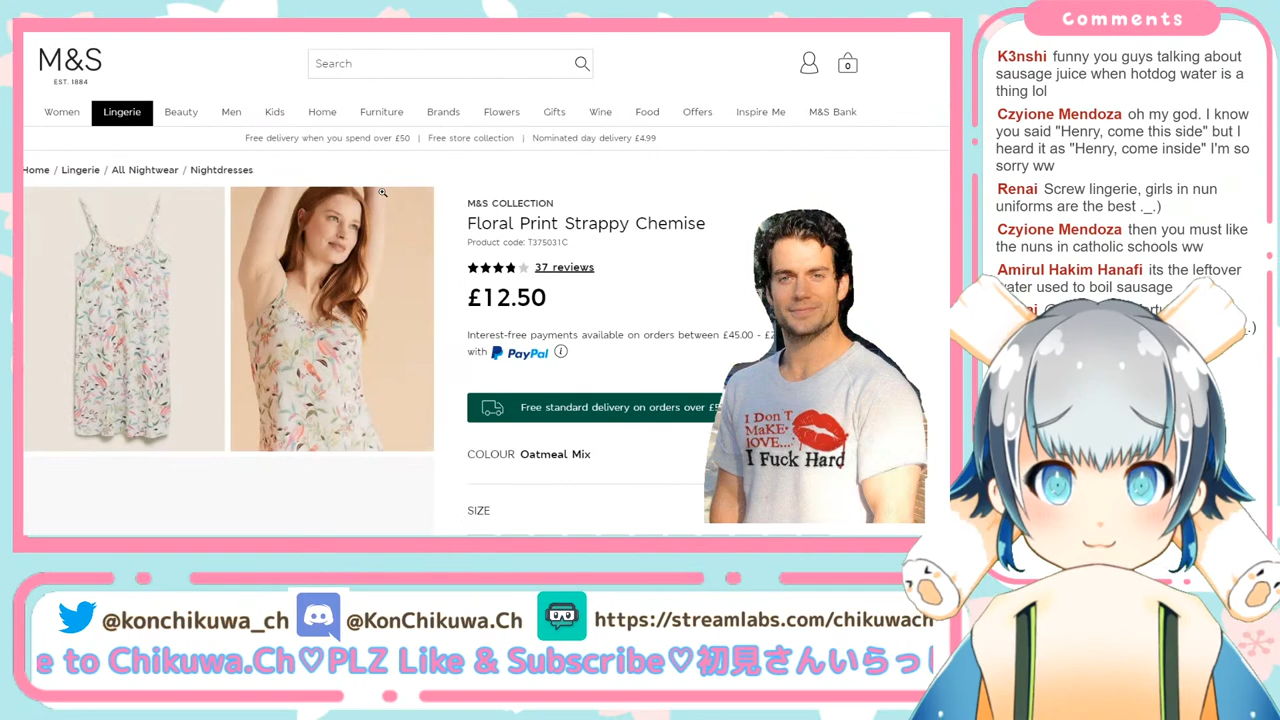 M&S
EST. 1884
Search
0
Women Lingerie Beauty Men Kids Home Furniture Brands Flowers Gifts Wine Food Offers Inspire Me M&S Bank
Free delivery when you spend over £50 | Free store collection | Nominated day delivery £4.99
Home / Lingerie / All Nightwear / Nightdresses
M&S COLLECTION
Floral Print Strappy Chemise
Product code: T375031C
37 reviews
£12.50
Interest-free payments available on orders between £45.00 -
with PayPal
Free standard delivery on orders over
COLOUR Oatmeal Mix
SIZE
I DON'T
MAKE
LOVE...
I Fuck Hard
Comments
K3nshi funny you guys talking about
sausage juice when hotdog water is a
thing lol
Czyione Mendoza oh my god. I know
you said "Henry, come this side" but I
heard it as "Henry, come inside" I'm so
sorry ww
Renai Screw lingerie, girls in nun
uniforms are the best ._.)
Czyione Mendoza then you must like
the nuns in catholic schools ww
Amirul Hakim Hanafi its the leftover
water used to boil sausage
@konchikuwa_ch @KonChikuwa.Ch https://streamlabs.com/chikuwach
e to Chikuwa.Ch♡PLZ Like & Subscribe♡初見さんいらっ